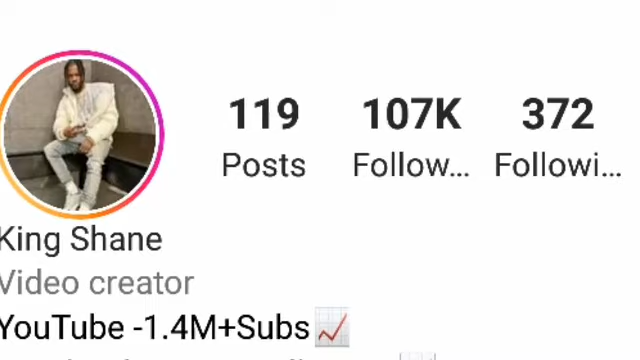 119 107K 372
Posts Follow... Followi...
King Shane
Video creator
YouTube -1.4M+Subs📈